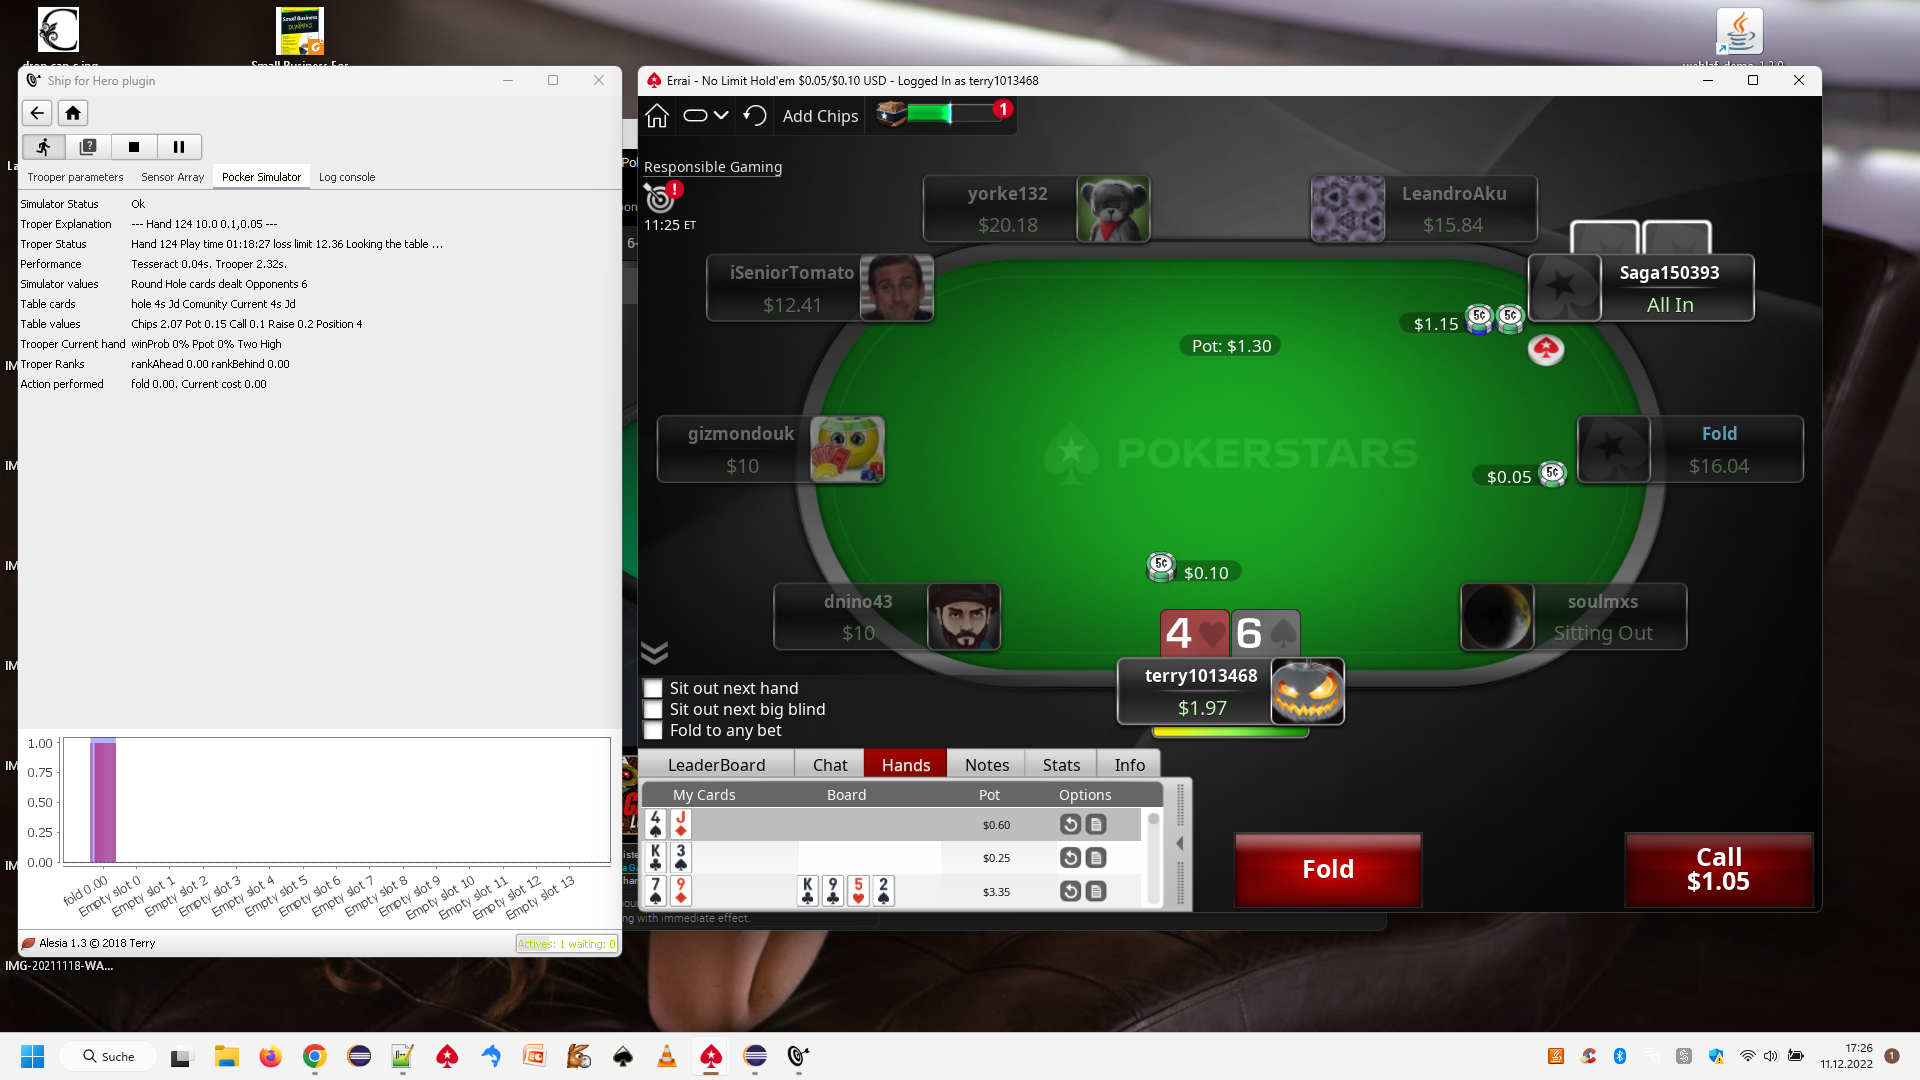 Small Business
Ship for Hero plugin
Trooper parameters
Sensor Array
Pocker Simulator
Log console
Simulator Status Ok
Troper Explanation --- Hand 124 10.0 0.1,0.05 ---
Troper Status Hand 124 Play time 01:18:27 loss limit 12.36 Looking the table ...
Performance Tesseract 0.04s. Trooper 2.32s.
Simulator values Round Hole cards dealt Opponents 6
Table cards hole 4s Jd Comunity Current 4s Jd
Table values Chips 2.07 Pot 0.15 Call 0.1 Raise 0.2 Position 4
Trooper Current hand winProb 0% Ppot 0% Two High
Troper Ranks rankAhead 0.00 rankBehind 0.00
Action performed fold 0.00. Current cost 0.00
1.00
0.75
0.50
0.25
0.00
fold 0.00
Empty slot 0
Empty slot 1
Empty slot 2
Empty slot 3
Empty slot 4
Empty slot 5
Empty slot 6
Empty slot 7
Empty slot 8
Empty slot 9
Empty slot 10
Empty slot 11
Empty slot 12
Empty slot 13
Alesia 1.3 © 2018 Terry
Actives: 1 waiting: 0
IMG-20211118-WA...
Errai - No Limit Hold'em $0.05/$0.10 USD - Logged In as terry1013468
Add Chips
1
Responsible Gaming
11:25 ET
yorke132
$20.18
LeandroAku
$15.84
iSeniorTomato
$12.41
Saga150393
All In
$1.15
5¢
5¢
Pot: $1.30
gizmondouk
$10
POKERSTARS
Fold
$16.04
$0.05
5¢
5¢
$0.10
dnino43
$10
4
6
soulmxs
Sitting Out
terry1013468
$1.97
Sit out next hand
Sit out next big blind
Fold to any bet
LeaderBoard
Chat
Hands
Notes
Stats
Info
My Cards
Board
Pot
Options
4 J $0.60
K 3 $0.25
7 9 K 9 5 2 $3.35
ng with immediate effect.
Fold
Call
$1.05
Suche
17:26
11.12.2022
1